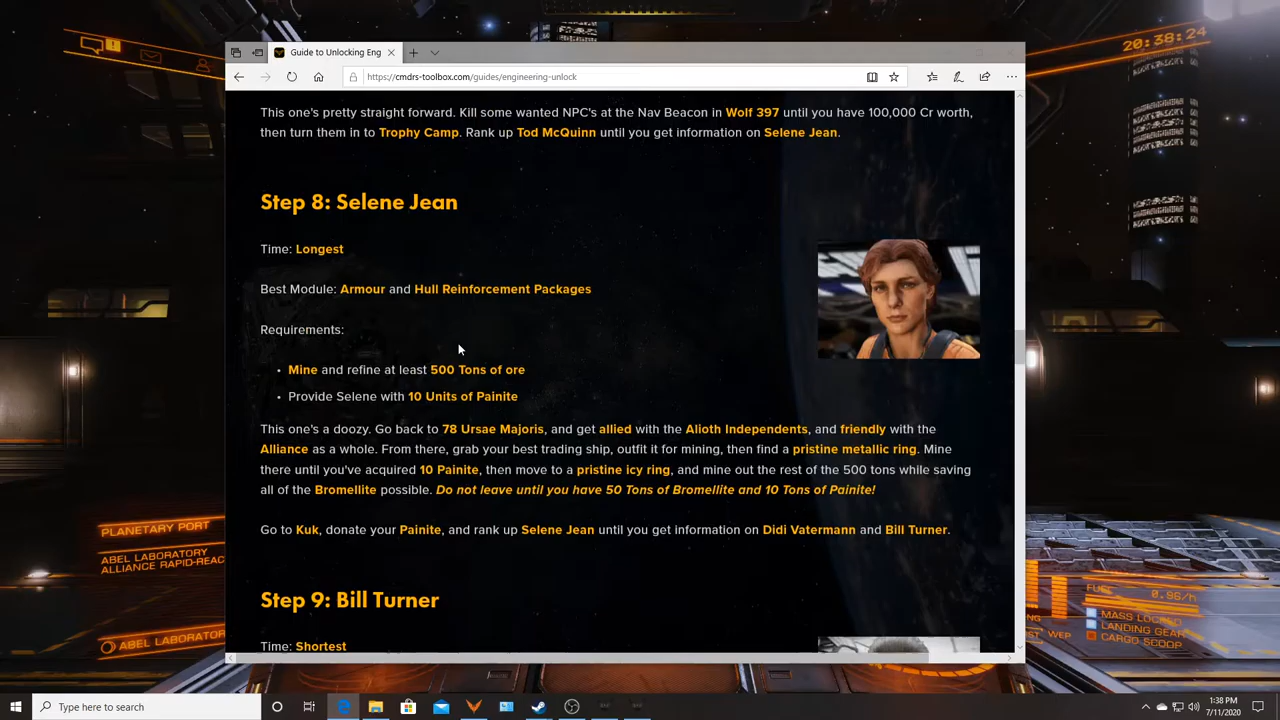 20:38:24
Guide to Unlocking Eng
https://cmdrs-toolbox.com/guides/engineering-unlock
This one's pretty straight forward. Kill some wanted NPC's at the Nav Beacon in Wolf 397 until you have 100,000 Cr worth,
then turn them in to Trophy Camp. Rank up Tod McQuinn until you get information on Selene Jean.
Step 8: Selene Jean
Time: Longest
Best Module: Armour and Hull Reinforcement Packages
Requirements:
• Mine and refine at least 500 Tons of ore
• Provide Selene with 10 Units of Painite
This one's a doozy. Go back to 78 Ursae Majoris, and get allied with the Alioth Independents, and friendly with the
Alliance as a whole. From there, grab your best trading ship, outfit it for mining, then find a pristine metallic ring. Mine
there until you've acquired 10 Painite, then move to a pristine icy ring, and mine out the rest of the 500 tons while saving
all of the Bromellite possible. Do not leave until you have 50 Tons of Bromellite and 10 Tons of Painite!
Go to Kuk, donate your Painite, and rank up Selene Jean until you get information on Didi Vatermann and Bill Turner.
Step 9: Bill Turner
Time: Shortest
PLANETARY PORT
ABEL LABORATORY
ALLIANCE RAPID-REAC
ABEL LABORATOR
FUEL
0.96/h
MASS LOCKED
LANDING GEAR
CARGO SCOOP
WEP
Type here to search
1:38 PM
7/11/2020